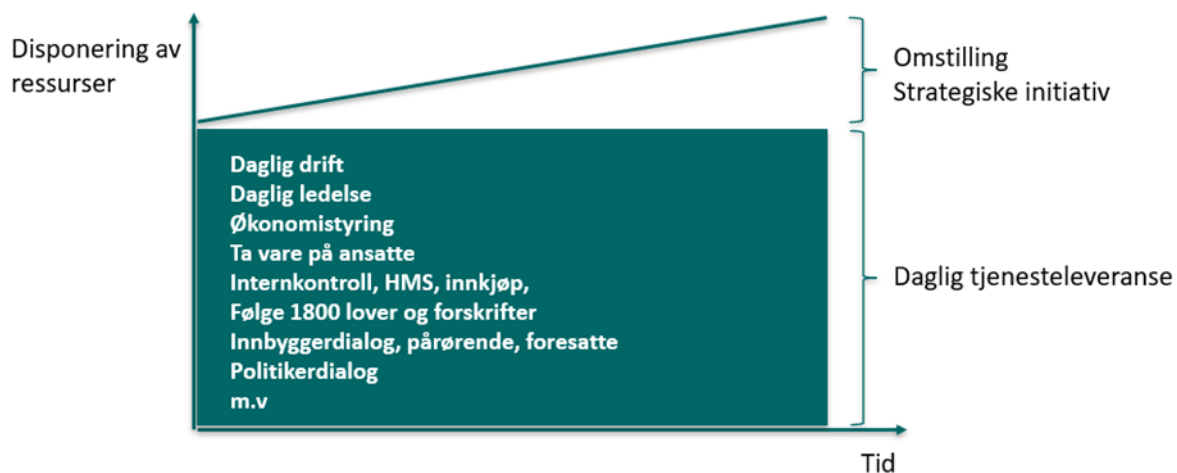 Disponering av
ressurser
Omstilling
Strategiske initiativ
Daglig drift
Daglig ledelse
Økonomistyring
Ta vare på ansatte
Internkontroll, HMS, innkjøp,
Følge 1800 lover og forskrifter
Innbyggerdialog, pårørende, foresatte
Politikerdialog
m.v
Daglig tjenesteleveranse
Tid